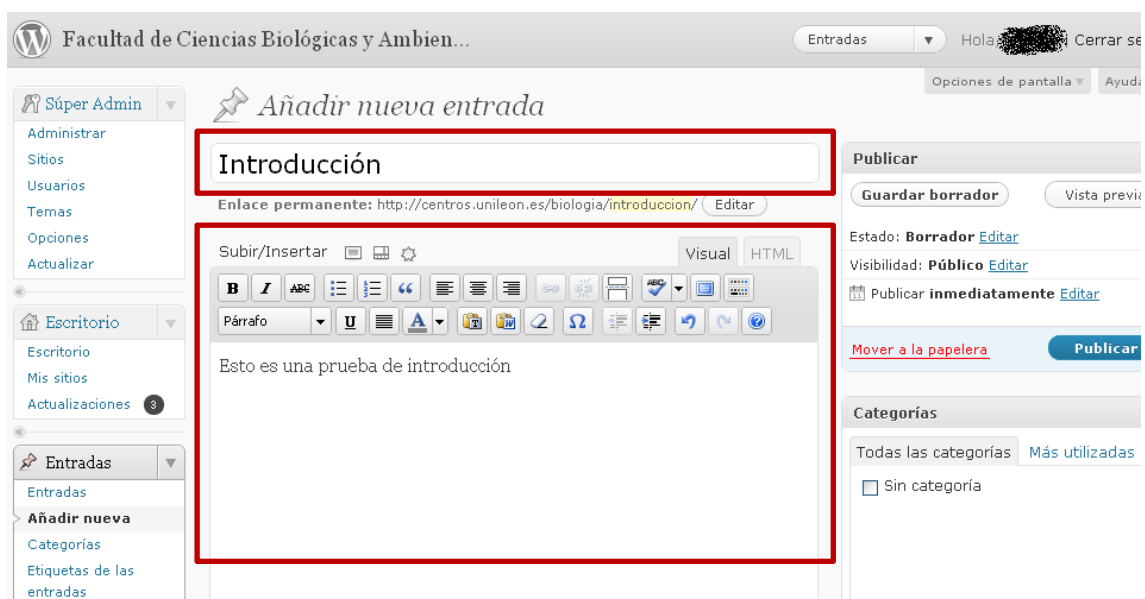 Facultad de Ciencias Biológicas y Ambien...
Entradas
Hola,
Cerrar se
Opciones de pantalla
Ayuda
Súper Admin
Administrar
Sitios
Usuarios
Temas
Opciones
Actualizar
Escritorio
Escritorio
Mis sitios
Actualizaciones 3
Entradas
Entradas
Añadir nueva
Categorías
Etiquetas de las
entradas
Añadir nueva entrada
Introducción
Enlace permanente: http://centros.unileon.es/biologia/introduccion/ Editar
Subir/Insertar
Visual HTML
B I ABC ABC
Párrafo U A Ω
Esto es una prueba de introducción
Publicar
Guardar borrador
Vista previa
Estado: Borrador Editar
Visibilidad: Público Editar
Publicar inmediatamente Editar
Mover a la papelera
Publicar
Categorías
Todas las categorías Más utilizadas
Sin categoría